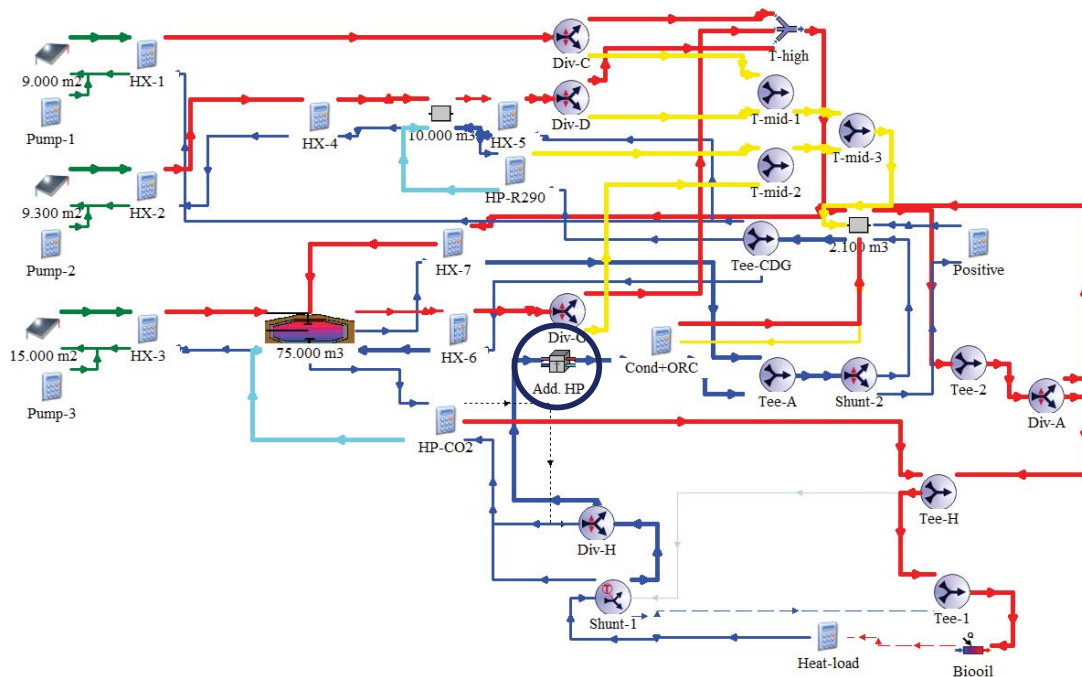 T-high
Div-C
9.000 m2
HX-1
T-mid-1
Pump-1
HX-4
10.000 m3
HX-5
Div-D
T-mid-3
HP-R290
T-mid-2
9.300 m2
HX-2
Pump-2
HX-7
Tee-CDG
2.100 m3
Positive
15.000 m2
HX-3
75.000 m3
HX-6
Cond+ORC
Add. HP
Pump-3
Tee-A
Shunt-2
Tee-2
Div-A
HP-CO2
Tee-H
Div-H
Shunt-1
Tee-1
Heat-load
Biooil